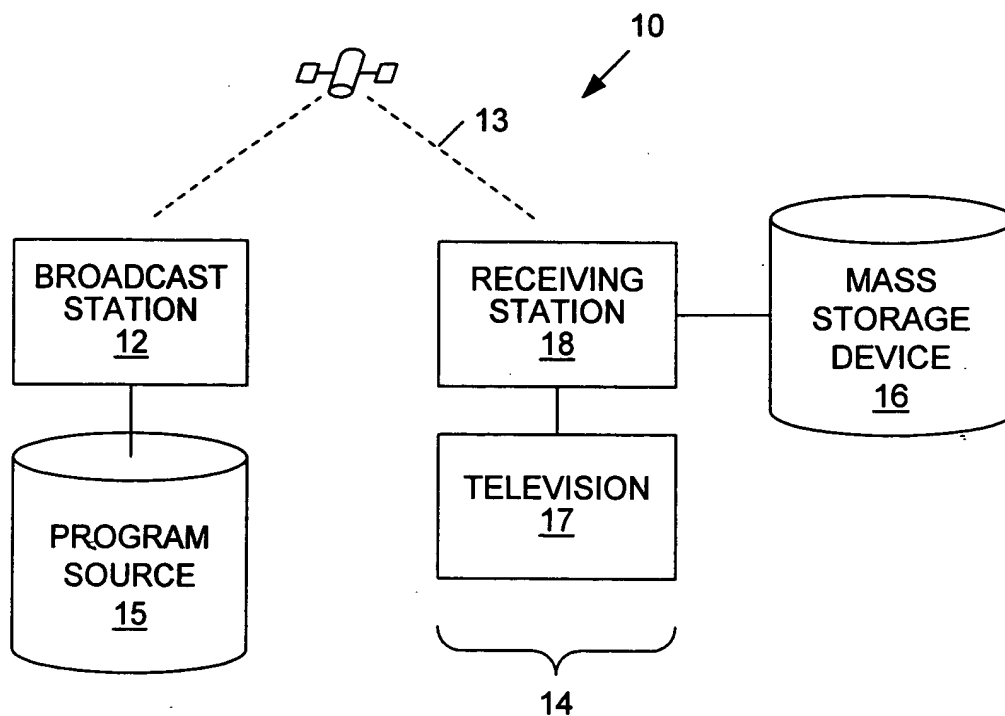 10
13
BROADCAST
STATION
12
RECEIVING
STATION
18
MASS
STORAGE
DEVICE
16
PROGRAM
SOURCE
15
TELEVISION
17
14